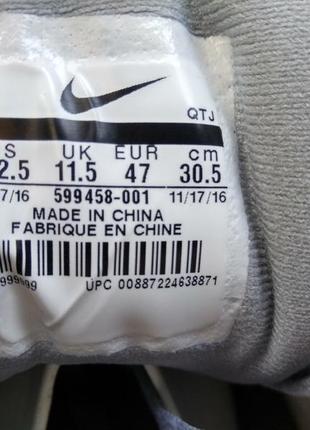 QTJ
S UK EUR cm
2.5 11.5 47 30.5
7/16 599458-001 11/17/16
MADE IN CHINA
FABRIQUE EN CHINE
UPC 00887224638871